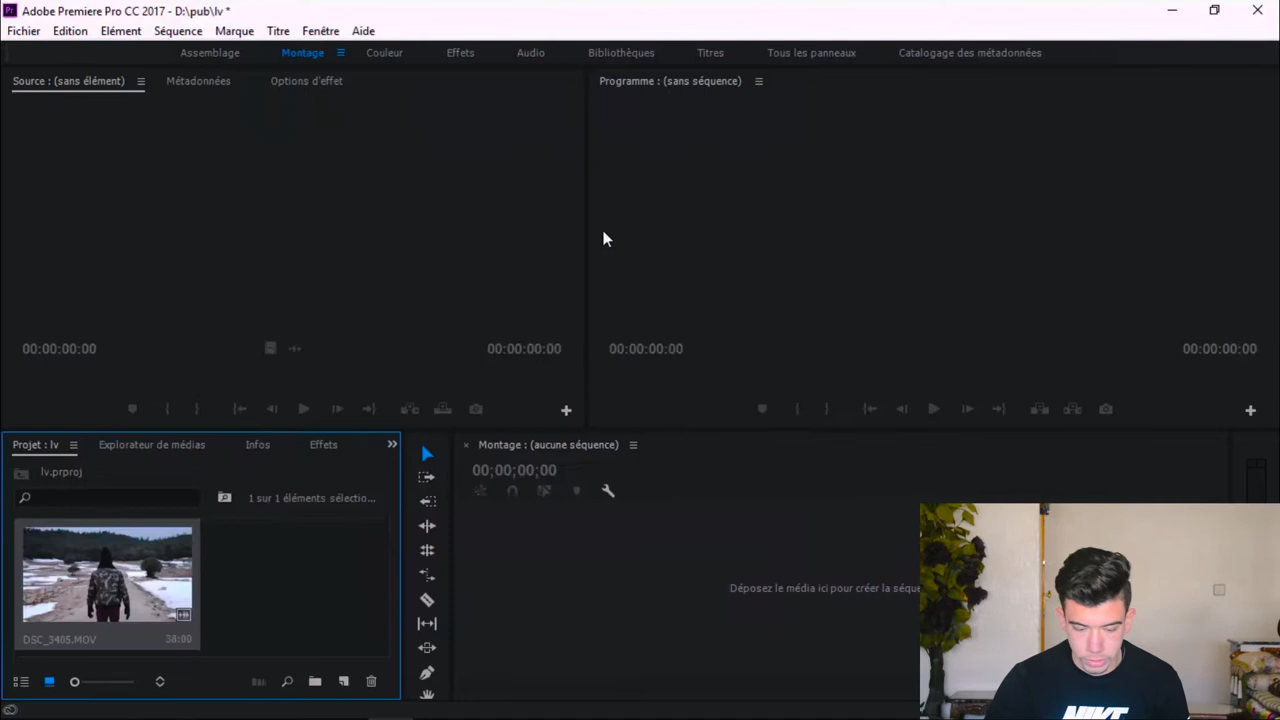 Adobe Premiere Pro CC 2017 - D:\pub\lv *
Fichier Edition Elément Séquence Marque Titre Fenêtre Aide
Assemblage Montage Couleur Effets Audio Bibliothèques Titres Tous les panneaux Catalogage des métadonnées
Source : (sans élément) Métadonnées Options d'effet
Programme : (sans séquence)
00:00:00:00 00:00:00:00
00:00:00:00 00:00:00:00
Projet : lv Explorateur de médias Infos Effets
lv.prproj
1 sur 1 éléments sélectio...
DSC_3405.MOV 38:00
× Montage : (aucune séquence)
00;00;00;00
Déposez le média ici pour créer la séque
NIKE